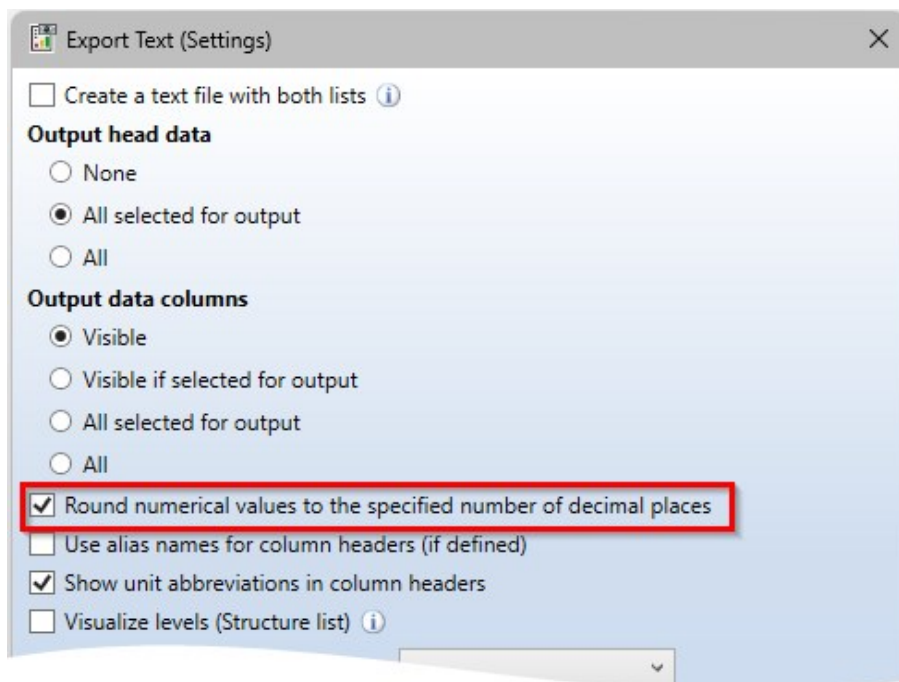 Export Text (Settings)
Create a text file with both lists
Output head data
None
All selected for output
All
Output data columns
Visible
Visible if selected for output
All selected for output
All
Round numerical values to the specified number of decimal places
Use alias names for column headers (if defined)
Show unit abbreviations in column headers
Visualize levels (Structure list)